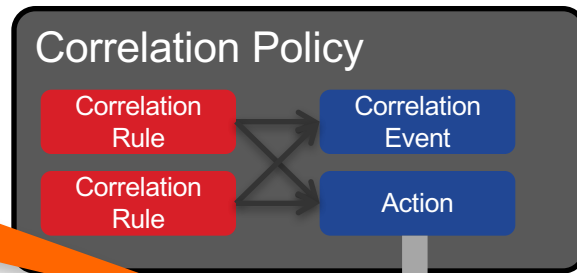 Correlation Policy
Correlation
Rule
Correlation
Event
Correlation
Rule
Action